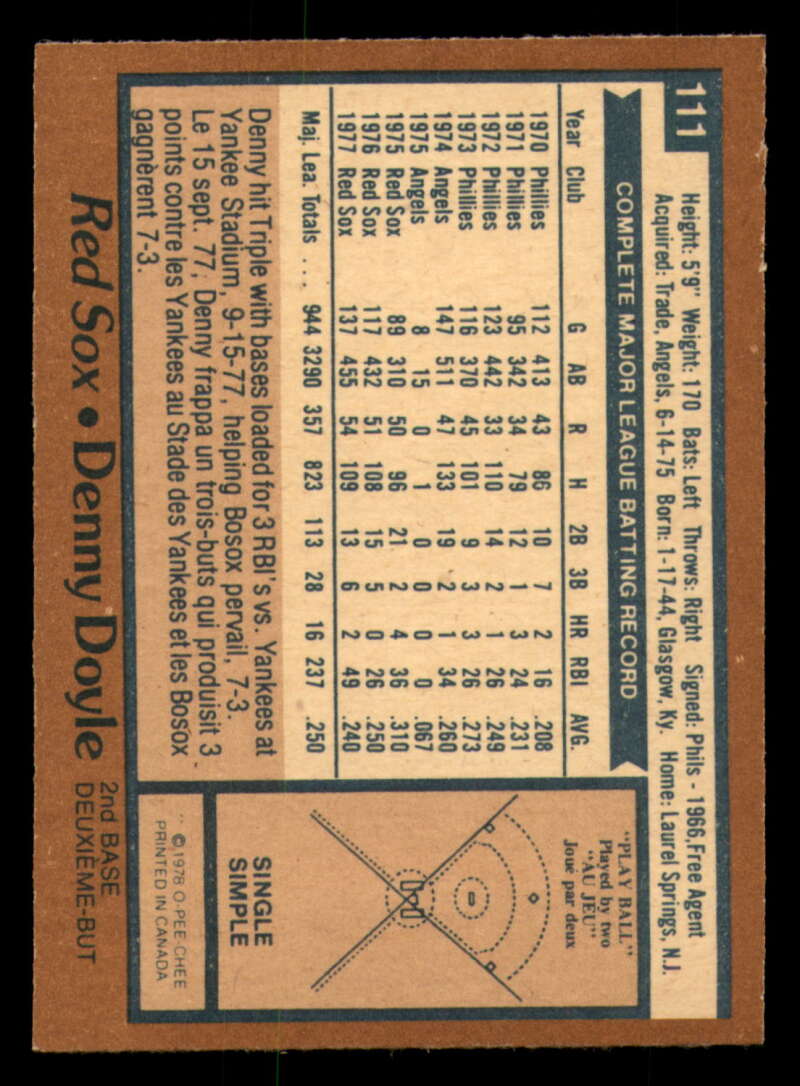 111
Height: 5'9" Weight: 170 Bats: Left Throws: Right Signed: Phils - 1966, Free Agent
Acquired: Trade, Angels, 6-14-75 Born: 1-17-44, Glasgow, Ky. Home: Laurel Springs, N.J.
COMPLETE MAJOR LEAGUE BATTING RECORD
Year Club G AB R H 2B 3B HR RBI AVG.
1970 Phillies 112 413 43 86 10 7 2 16 .208
1971 Phillies 95 342 34 79 12 1 3 24 .231
1972 Phillies 123 442 33 110 14 2 1 26 .249
1973 Phillies 116 370 45 101 9 3 3 26 .273
1974 Angels 147 511 47 133 19 2 1 34 .260
1975 Angels 8 15 0 1 0 0 0 0 .067
1975 Red Sox 89 310 50 96 21 2 4 36 .310
1976 Red Sox 117 432 51 108 15 5 0 26 .250
1977 Red Sox 137 455 54 109 13 6 2 49 .240
Maj. Lea. Totals ... 944 3290 357 823 113 28 16 237 .250
Denny hit Triple with bases loaded for 3 RBI's vs. Yankees at
Yankee Stadium, 9-15-77, helping Bosox pervail, 7-3.
Le 15 sept. 77, Denny frappa un trois-buts qui produisit 3
points contre les Yankees au Stade des Yankees et les Bosox
gagnèrent 7-3.
"PLAY BALL"
Played by two
"AU JEU"
Joué par deux
SINGLE
SIMPLE
© 1978 O-PEE-CHEE
PRINTED IN CANADA
Red Sox • Denny Doyle
2nd BASE
DEUXIÈME-BUT